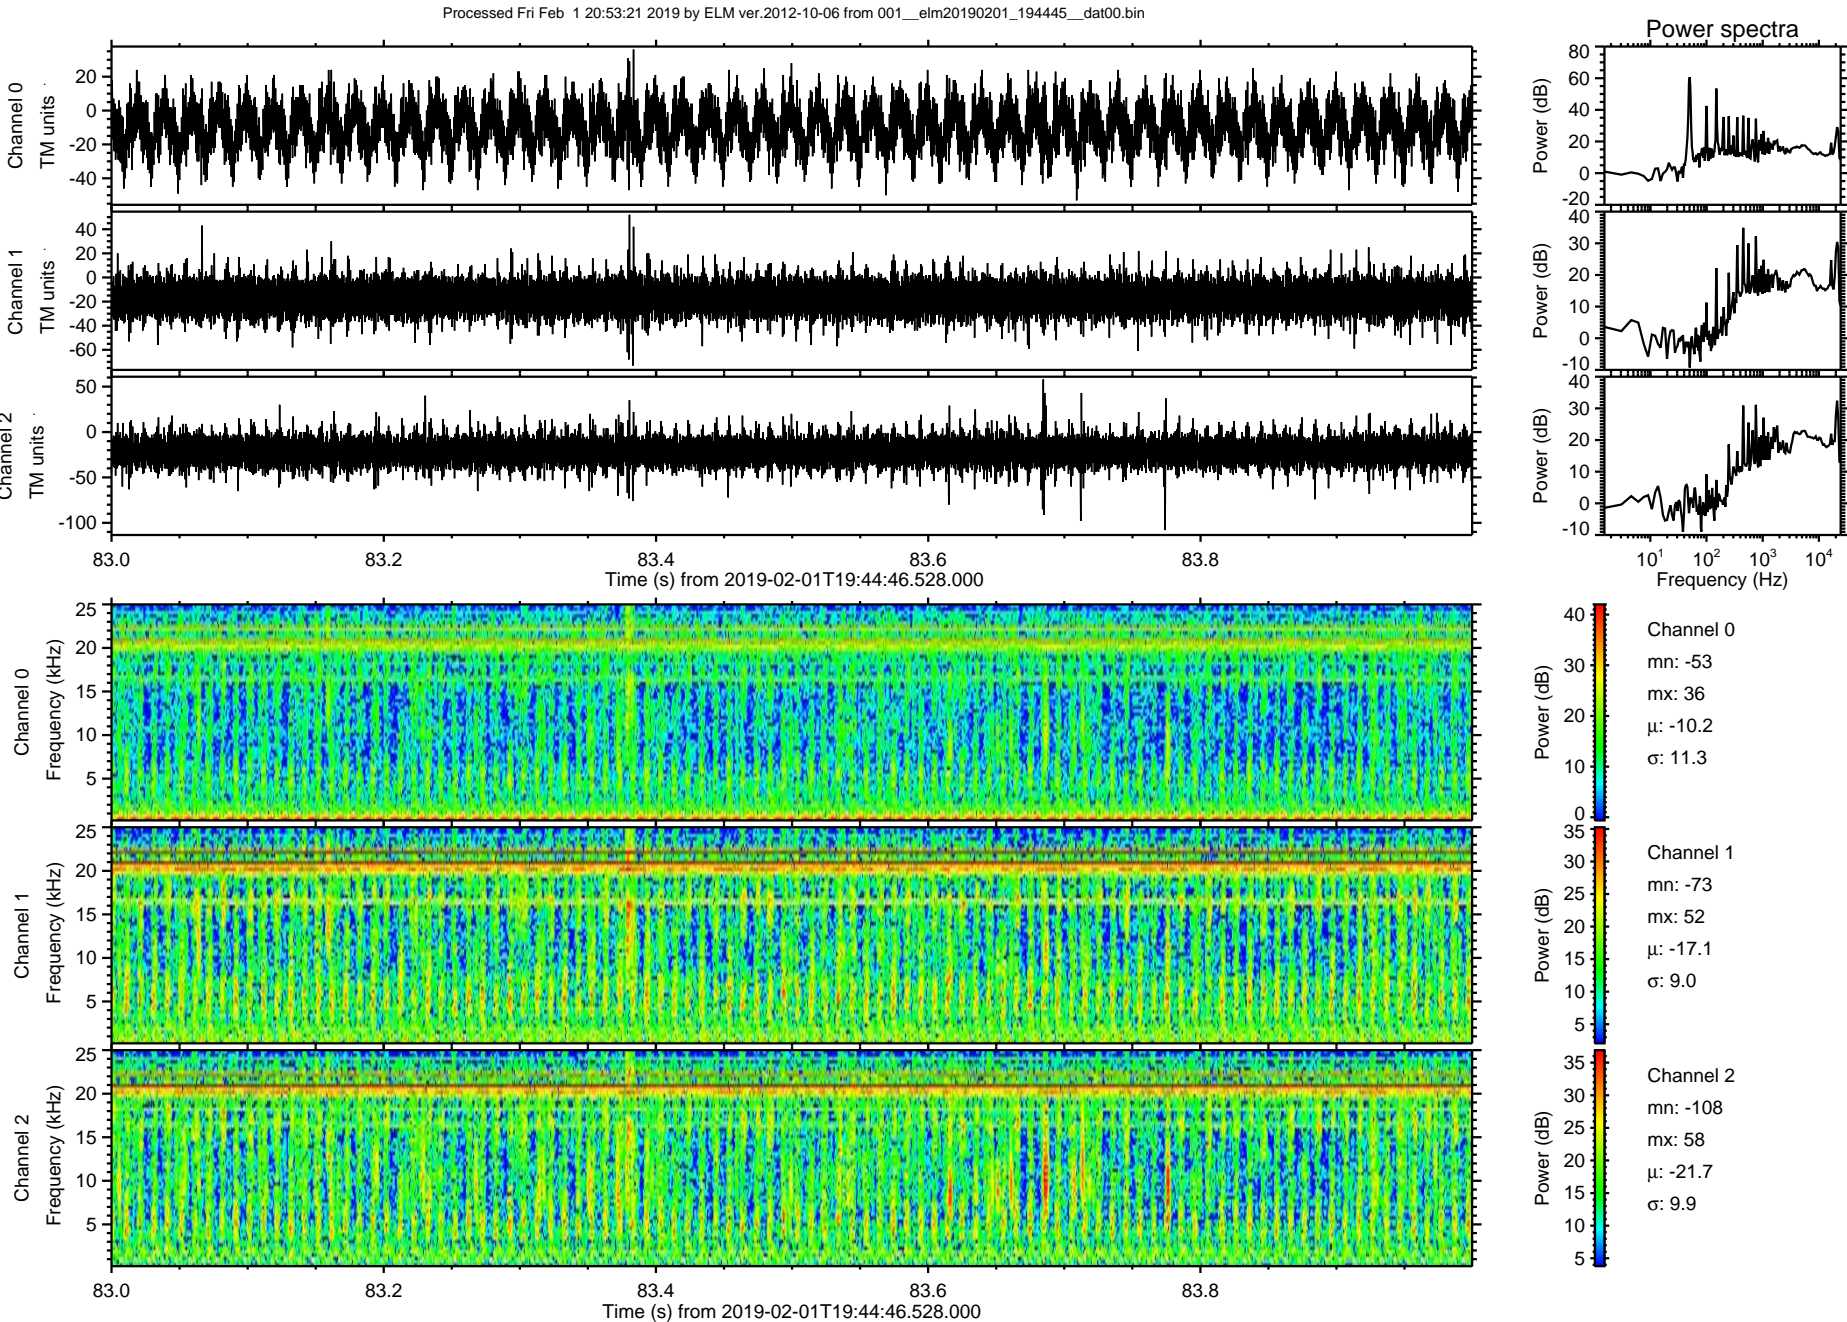 Processed Fri Feb  1 20:53:21 2019 by ELM ver.2012-10-06 from 001__elm20190201_194445__dat00.bin
Power spectra
Channel 0
TM units
20
0
-20
-40
Power (dB)
80
60
40
20
0
-20
Channel 1
TM units
40
20
0
-20
-40
-60
Power (dB)
40
30
20
10
0
-10
Channel 2
TM units
50
0
-50
-100
Power (dB)
40
30
20
10
0
-10
83.0 83.2 83.4 83.6 83.8
Time (s) from 2019-02-01T19:44:46.528.000
10^1 10^2 10^3 10^4
Frequency (Hz)
Channel 0
Frequency (kHz)
25
20
15
10
5
Power (dB)
40
30
20
10
0
Channel 0
mn: -53
mx: 36
μ: -10.2
σ: 11.3
Channel 1
Frequency (kHz)
25
20
15
10
5
Power (dB)
35
30
25
20
15
10
5
Channel 1
mn: -73
mx: 52
μ: -17.1
σ: 9.0
Channel 2
Frequency (kHz)
25
20
15
10
5
Power (dB)
35
30
25
20
15
10
5
Channel 2
mn: -108
mx: 58
μ: -21.7
σ: 9.9
83.0 83.2 83.4 83.6 83.8
Time (s) from 2019-02-01T19:44:46.528.000